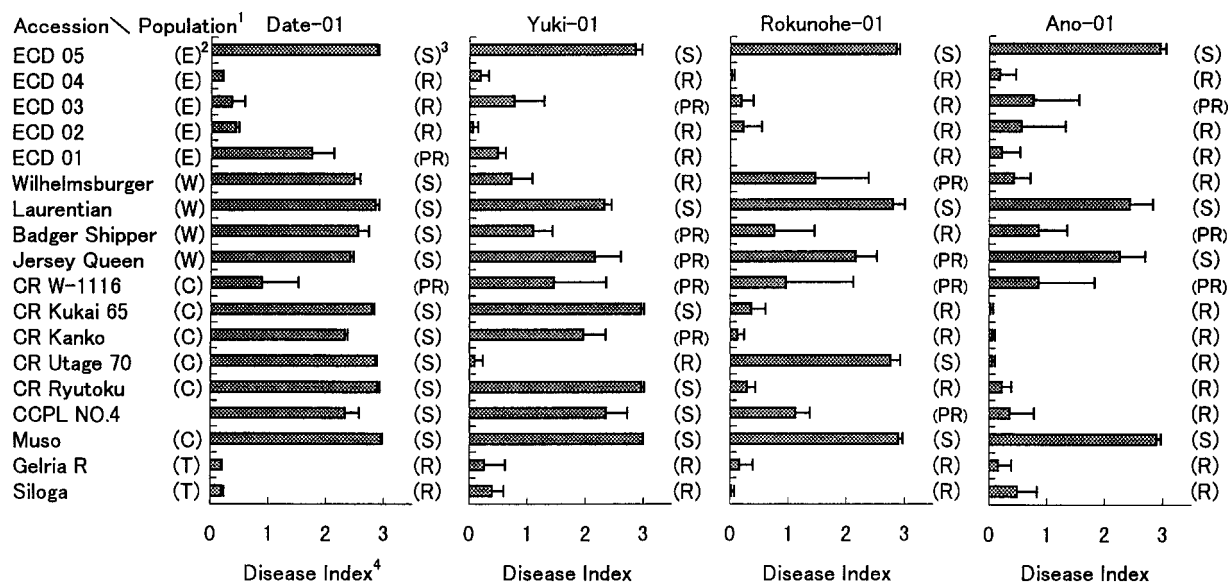 Accession\Population1 Date-01 Yuki-01 Rokunohe-01 Ano-01
ECD 05 (E)2 (S)3 (S) (S) (S)
ECD 04 (E) (R) (R) (R) (R)
ECD 03 (E) (R) (PR) (R) (PR)
ECD 02 (E) (R) (R) (R) (R)
ECD 01 (E) (PR) (R) (R) (R)
Wilhelmsburger (W) (S) (R) (PR) (R)
Laurentian (W) (S) (S) (S) (S)
Badger Shipper (W) (S) (PR) (R) (PR)
Jersey Queen (W) (S) (PR) (PR) (S)
CR W-1116 (C) (PR) (PR) (PR) (PR)
CR Kukai 65 (C) (S) (S) (R) (R)
CR Kanko (C) (S) (PR) (R) (R)
CR Utage 70 (C) (S) (R) (S) (R)
CR Ryutoku (C) (S) (S) (R) (R)
CCPL NO.4 (S) (S) (PR) (R)
Muso (C) (S) (S) (S) (S)
Gelria R (T) (R) (R) (R) (R)
Siloga (T) (R) (R) (R) (R)
0 1 2 3 0 1 2 3 0 1 2 3 0 1 2 3
Disease Index4 Disease Index Disease Index Disease Index